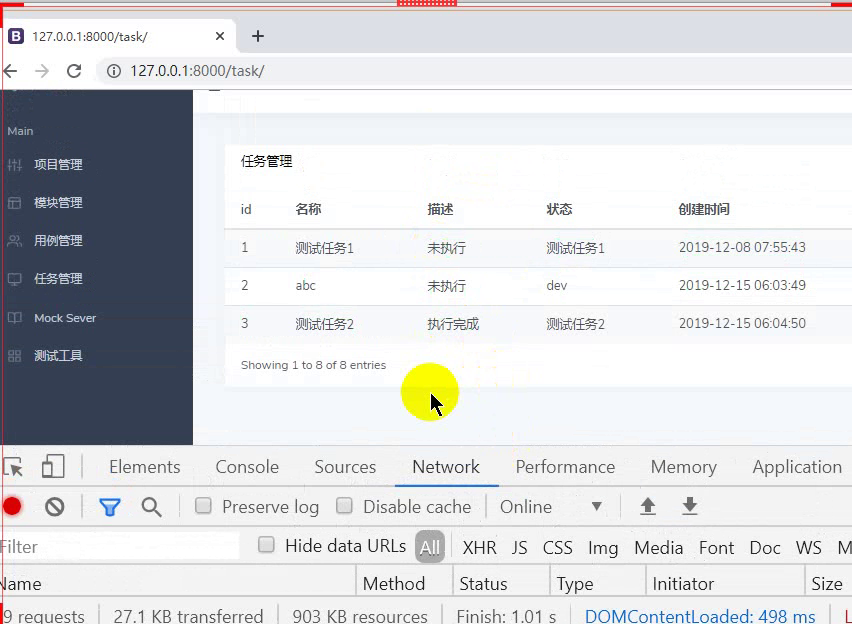 127.0.0.1:8000/task/
127.0.0.1:8000/task/
Main
项目管理
模块管理
用例管理
任务管理
Mock Sever
测试工具
任务管理
id 名称 描述 状态 创建时间
1 测试任务1 未执行 测试任务1 2019-12-08 07:55:43
2 abc 未执行 dev 2019-12-15 06:03:49
3 测试任务2 执行完成 测试任务2 2019-12-15 06:04:50
Showing 1 to 8 of 8 entries
Elements Console Sources Network Performance Memory Application
Preserve log Disable cache Online
Filter Hide data URLs All XHR JS CSS Img Media Font Doc WS M
Name Method Status Type Initiator Size
9 requests 27.1 KB transferred 903 KB resources Finish: 1.01 s DOMContentLoaded: 498 ms L